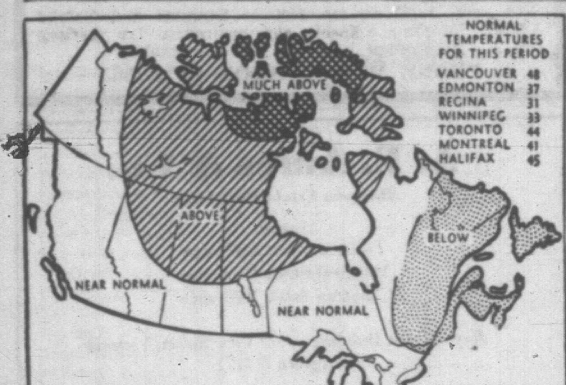 NORMAL
TEMPERATURES
FOR THIS PERIOD
VANCOUVER 48
EDMONTON 37
REGINA 31
WINNIPEG 33
TORONTO 44
MONTREAL 41
HALIFAX 45
MUCH ABOVE
ABOVE
BELOW
NEAR NORMAL
NEAR NORMAL